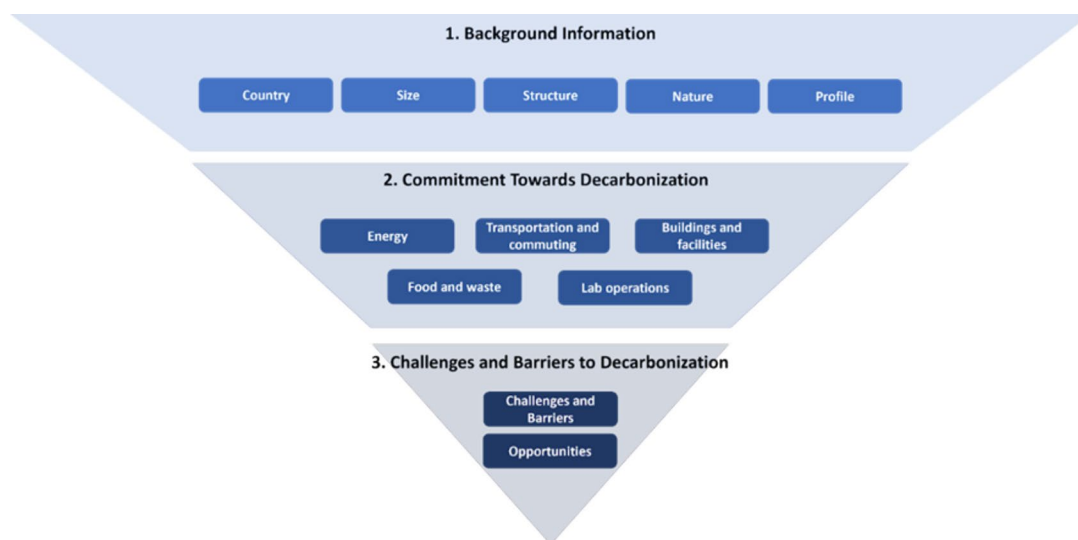 1. Background Information
Country
Size
Structure
Nature
Profile
2. Commitment Towards Decarbonization
Energy
Transportation and
commuting
Buildings and
facilities
Food and waste
Lab operations
3. Challenges and Barriers to Decarbonization
Challenges and
Barriers
Opportunities